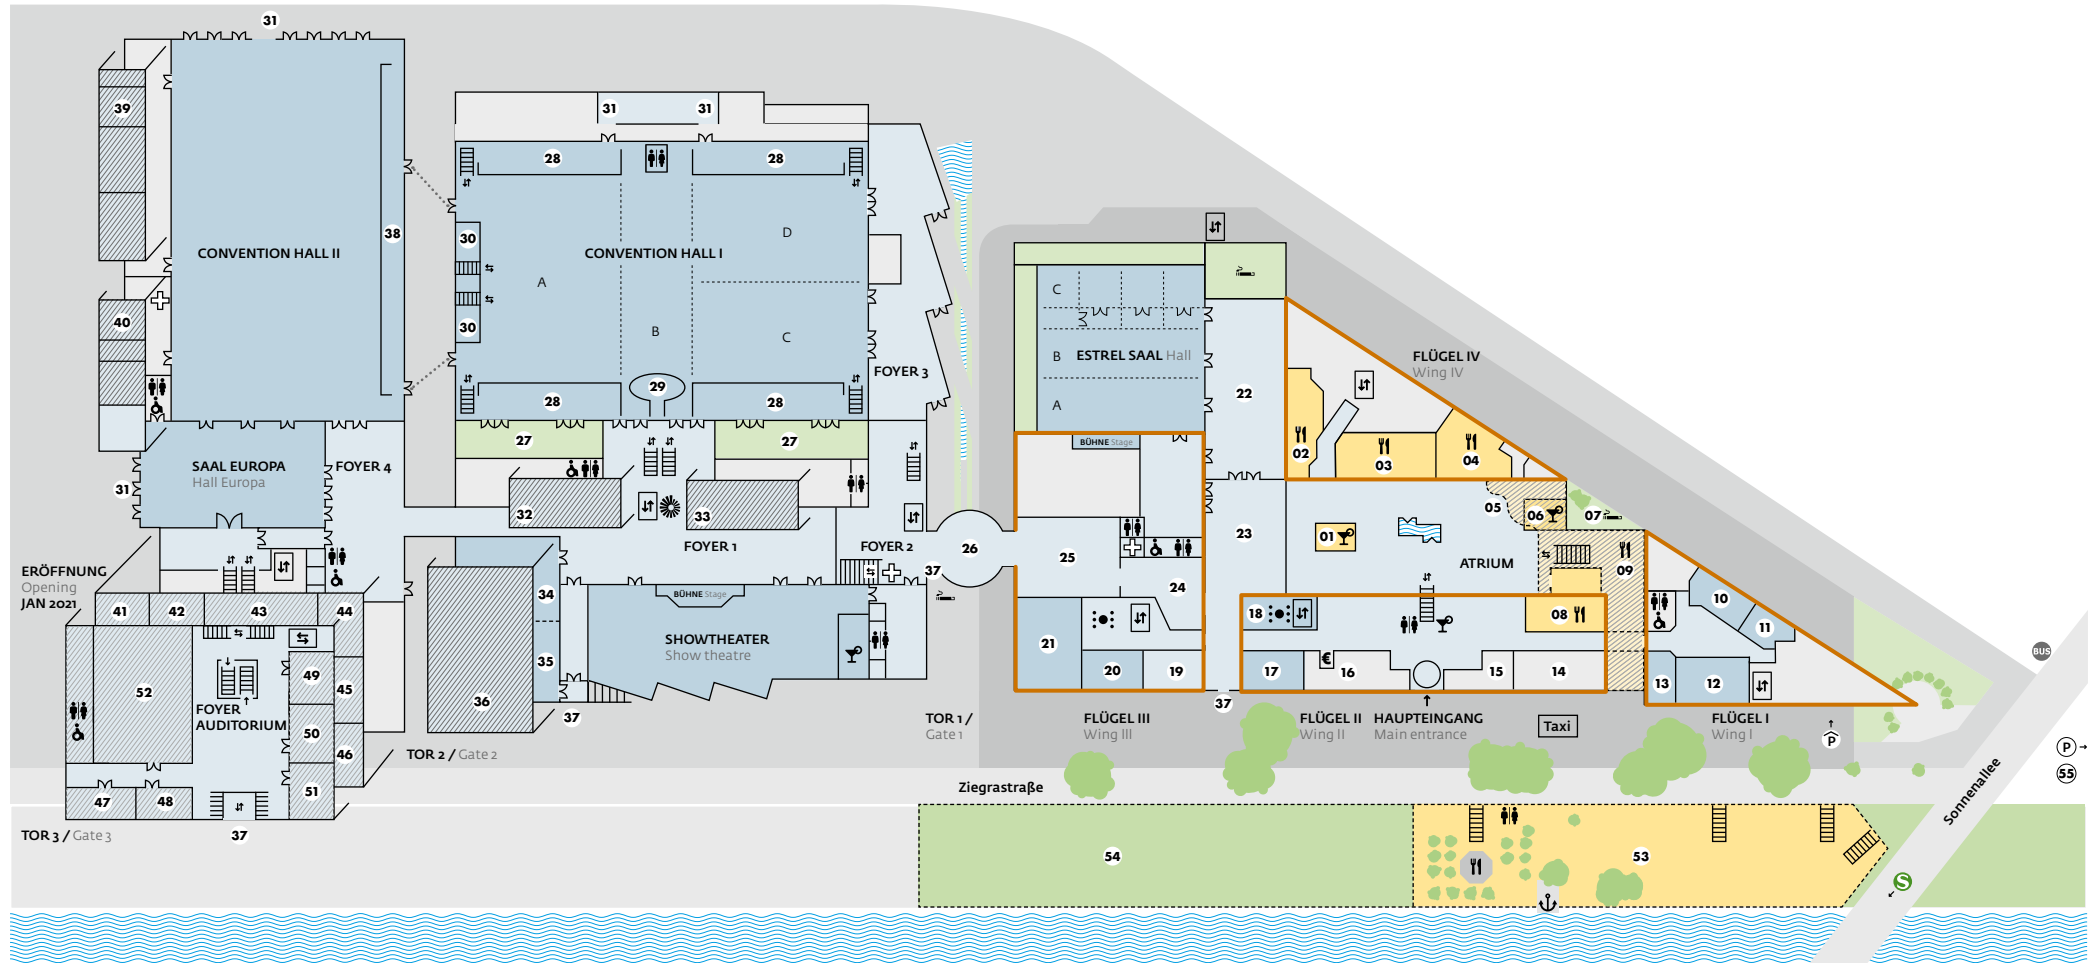 31
39
38
40
CONVENTION HALL II
31
31
28
28
30
30
CONVENTION HALL I
A
B
C
D
29
28
28
27
27
FOYER 3
SAAL EUROPA
Hall Europa
FOYER 4
31
32
33
FOYER 1
FOYER 2
37
26
ERÖFFNUNG
Opening
JAN 2021
41
42
43
44
45
46
47
48
49
50
51
52
FOYER
AUDITORIUM
37
34
35
36
37
BÜHNE Stage
SHOWTHEATER
Show theatre
TOR 1 /
Gate 1
TOR 2 / Gate 2
TOR 3 / Gate 3
C
B
A
ESTREL SAAL Hall
BÜHNE Stage
22
23
25
24
21
20
19
37
FLÜGEL IV
Wing IV
02
03
04
05
06
07
01
ATRIUM
09
08
10
11
12
13
18
17
€
16
15
14
FLÜGEL III
Wing III
FLÜGEL II
Wing II
HAUPTEINGANG
Main entrance
Taxi
FLÜGEL I
Wing I
P
BUS
P
55
Ziegrastraße
Sonnenallee
54
53
S